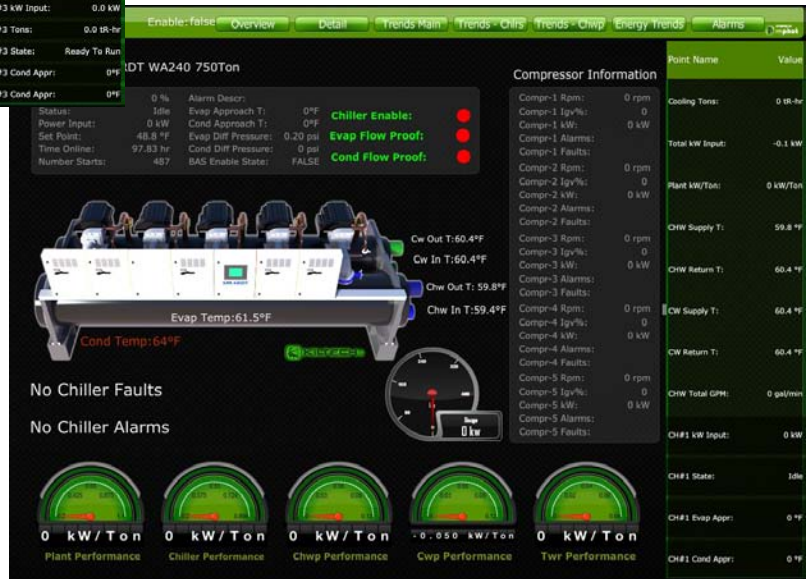 #3 kW Input: 0.0 kW
#3 Tons: 0.0 tR-hr
#3 State: Ready To Run
#3 Cond Appr: 0°F
#3 Cond Appr: 0°F
Enable:false
Overview
Detail
Trends Main
Trends - Chlrs
Trends - Chwp
Energy Trends
Alarms
RDT WA240 750Ton
0 %
Status: Idle
Power Input: 0 kW
Set Point: 48.8 °F
Time Online: 97.83 hr
Number Starts: 487
Alarm Descr:
Evap Approach T: 0°F
Cond Approach T: 0°F
Evap Diff Pressure: 0.20 psi
Cond Diff Pressure: 0 psi
BAS Enable State: FALSE
Chiller Enable:
Evap Flow Proof:
Cond Flow Proof:
Cw Out T:60.4°F
Cw In T:60.4°F
Chw Out T: 59.8°F
Chw In T:59.4°F
Evap Temp:61.5°F
Cond Temp:64°F
KILTECH
No Chiller Faults
No Chiller Alarms
0 kw
Compressor Information
Compr-1 Rpm: 0 rpm
Compr-1 Igv%: 0
Compr-1 kW: 0 kW
Compr-1 Alarms:
Compr-1 Faults:
Compr-2 Rpm: 0 rpm
Compr-2 Igv%: 0
Compr-2 kW: 0 kW
Compr-2 Alarms:
Compr-2 Faults:
Compr-3 Rpm: 0 rpm
Compr-3 Igv%: 0
Compr-3 kW: 0 kW
Compr-3 Alarms:
Compr-3 Faults:
Compr-4 Rpm: 0 rpm
Compr-4 Igv%: 0
Compr-4 kW: 0 kW
Compr-4 Alarms:
Compr-4 Faults:
Compr-5 Rpm: 0 rpm
Compr-5 Igv%: 0
Compr-5 kW: 0 kW
Compr-5 Alarms:
Compr-5 Faults:
Point Name Value
Cooling Tons: 0 tR-hr
Total kW Input: -0.1 kW
Plant kW/Ton: 0 kW/Ton
CHW Supply T: 59.8 °F
CHW Return T: 60.4 °F
CW Supply T: 60.4 °F
CW Return T: 60.4 °F
CHW Total GPM: 0 gal/min
CH#1 kW Input: 0 kW
CH#1 State: Idle
CH#1 Evap Appr: 0 °F
CH#1 Cond Appr: 0 °F
0 kW/Ton
Plant Performance
0 kW/Ton
Chiller Performance
0 kW/Ton
Chwp Performance
-0.050 kW/Ton
Cwp Performance
0 kW/Ton
Twr Performance